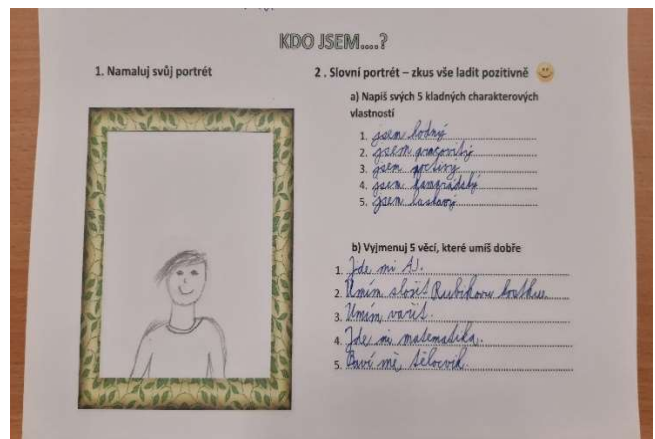 KDO JSEM....?
1. Namaluj svůj portrét
2 . Slovní portrét – zkus vše ladit pozitivně
a) Napiš svých 5 kladných charakterových
vlastností
1. jsem hodný
2. jsem pracovitý
3. jsem poctivý
4. jsem kamarádský
5. jsem laskavý
b) Vyjmenuj 5 věcí, které umíš dobře
1. Jde mi AJ.
2. Umím složit Rubikovu kostku.
3. Umím vařit.
4. Jde mi matematika.
5. Baví mě tělocvik.